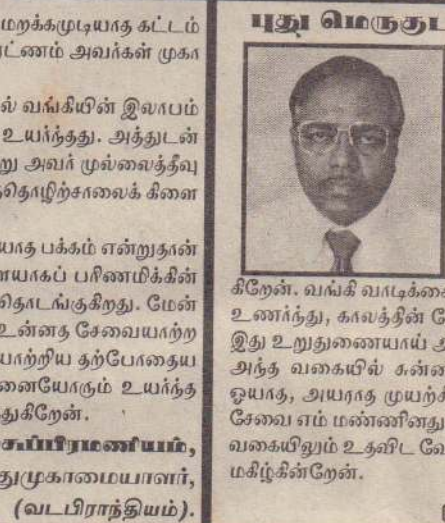 மறக்கமுடியாத கட்டம்
ட்ணம் அவர்கள் முகா
ல் வங்கியின் இலாபம்
உயர்ந்தது. அத்துடன்
று அவர் முல்லைத்தீவு
த்தொழிற்சாலைக் கிளை
யாத பக்கம் என்றுதான்
ளயாகப் பரிணமிக்கின்
தொடங்குகிறது. மேன்
உன்னத சேவையாற்ற
யாற்றிய தற்போதைய
னையோரும் உயர்ந்த
துகிறேன்.
சுப்பிரமணியம்,
துமுகாமையாளர்,
(வடபிராந்தியம்).
புது மெருகுட
கிறேன். வங்கி வாடிக்கை
உணர்ந்து, காலத்தின் தே
இது உறுதுணையாய் அ
அந்த வகையில் சுன்ன
ஓயாத, அயராத முயற்சி
சேவை எம் மண்ணினது
வகையிலும் உதவிட வே
மகிழ்கின்றேன்.